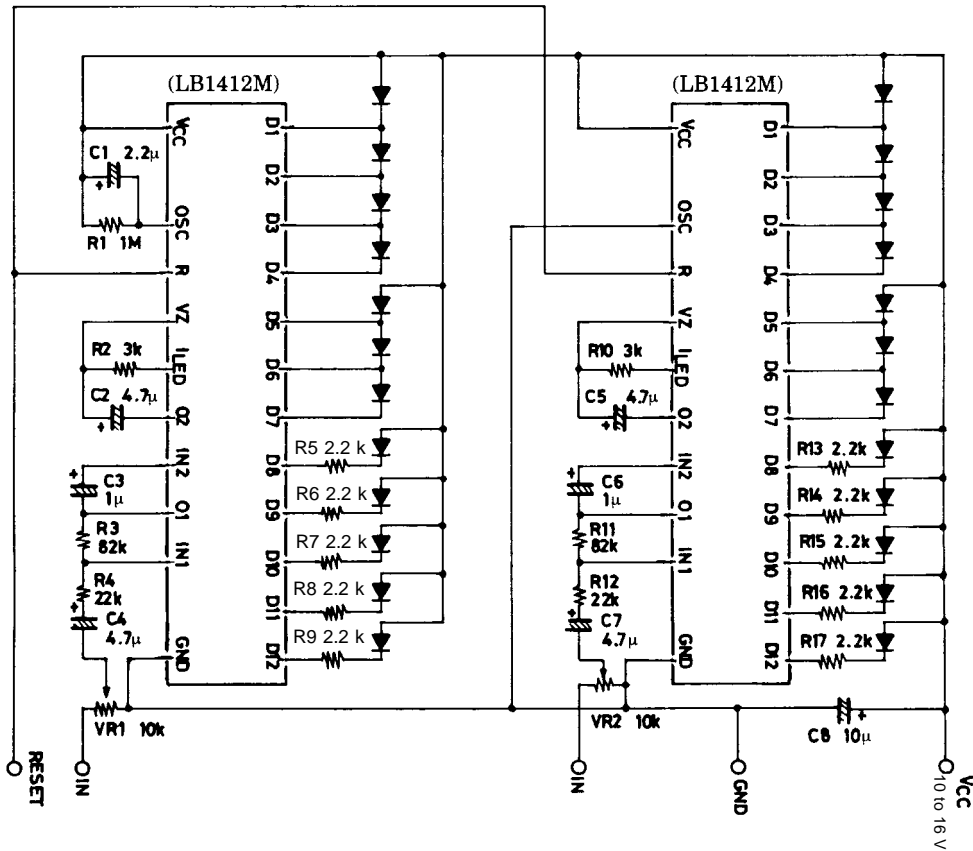 (LB1412M)
VCC
OSC
R
VZ
ILED
O2
IN2
O1
IN1
GND
D1
D2
D3
D4
D5
D6
D7
D8
D9
D10
D11
D12
C1 2.2µ
+
R1 1M
R2 3k
C2 4.7µ
+
+
C3
1µ
R3
82k
R4
22k
+
C4
4.7µ
VR1 10k
R5 2.2 k
R6 2.2 k
R7 2.2 k
R8 2.2 k
R9 2.2 k
RESET
IN
(LB1412M)
VCC
OSC
R
VZ
ILED
O2
IN2
O1
IN1
GND
D1
D2
D3
D4
D5
D6
D7
D8
D9
D10
D11
D12
R10 3k
C5 4.7µ
+
+
C6
1µ
R11
82k
R12
22k
+
C7
4.7µ
VR2 10k
R13 2.2k
R14 2.2k
R15 2.2k
R16 2.2k
R17 2.2k
+
C8 10µ
IN
GND
VCC
10 to 16 V